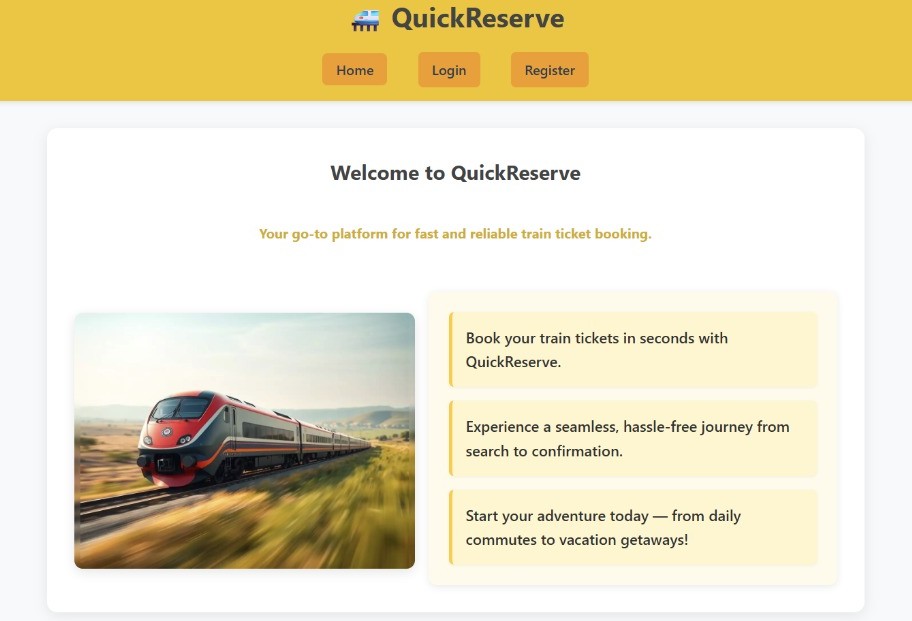 QuickReserve
Home
Login
Register
Welcome to QuickReserve
Your go-to platform for fast and reliable train ticket booking.
Book your train tickets in seconds with
QuickReserve.
Experience a seamless, hassle-free journey from
search to confirmation.
Start your adventure today — from daily
commutes to vacation getaways!